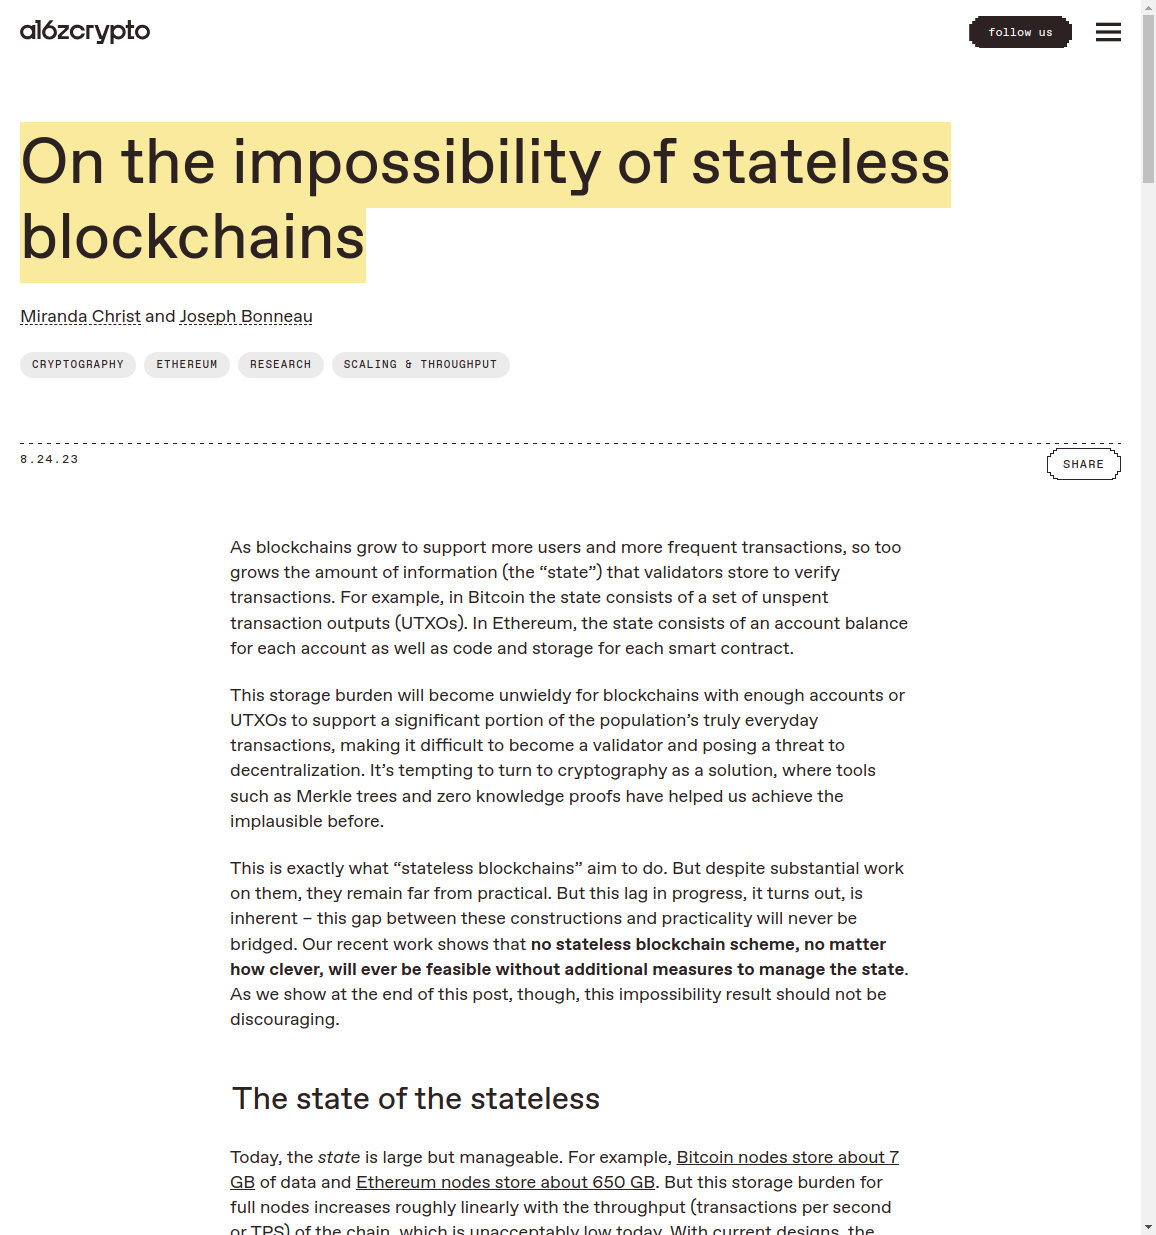 a16zcrypto
follow us
On the impossibility of stateless
blockchains
Miranda Christ and Joseph Bonneau
CRYPTOGRAPHY ETHEREUM RESEARCH SCALING & THROUGHPUT
8.24.23
SHARE
As blockchains grow to support more users and more frequent transactions, so too
grows the amount of information (the “state”) that validators store to verify
transactions. For example, in Bitcoin the state consists of a set of unspent
transaction outputs (UTXOs). In Ethereum, the state consists of an account balance
for each account as well as code and storage for each smart contract.
This storage burden will become unwieldy for blockchains with enough accounts or
UTXOs to support a significant portion of the population’s truly everyday
transactions, making it difficult to become a validator and posing a threat to
decentralization. It’s tempting to turn to cryptography as a solution, where tools
such as Merkle trees and zero knowledge proofs have helped us achieve the
implausible before.
This is exactly what “stateless blockchains” aim to do. But despite substantial work
on them, they remain far from practical. But this lag in progress, it turns out, is
inherent – this gap between these constructions and practicality will never be
bridged. Our recent work shows that no stateless blockchain scheme, no matter
how clever, will ever be feasible without additional measures to manage the state.
As we show at the end of this post, though, this impossibility result should not be
discouraging.
The state of the stateless
Today, the state is large but manageable. For example, Bitcoin nodes store about 7
GB of data and Ethereum nodes store about 650 GB. But this storage burden for
full nodes increases roughly linearly with the throughput (transactions per second
or TPS) of the chain, which is unacceptably low today. With current designs, the